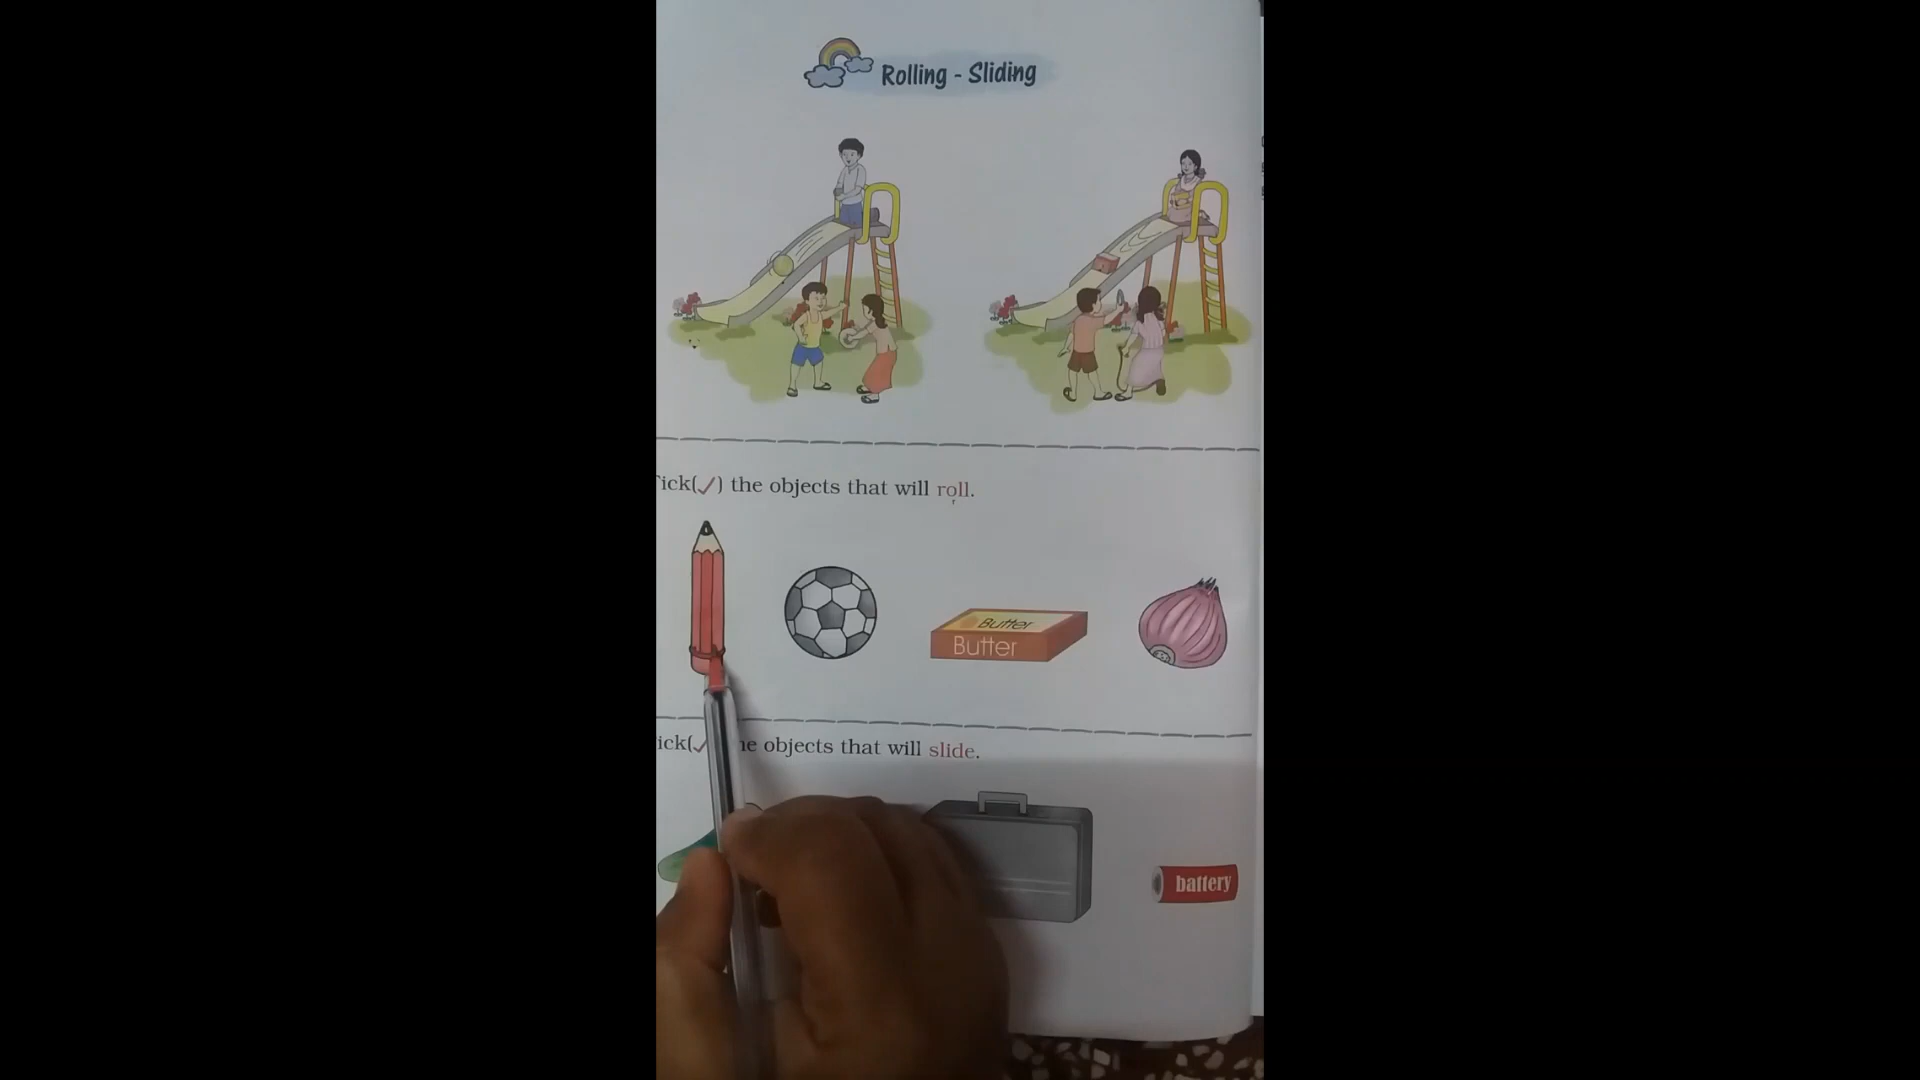 Rolling - Sliding
ick(✓) the objects that will roll.
Butter
Butter
ick(✓ he objects that will slide.
battery